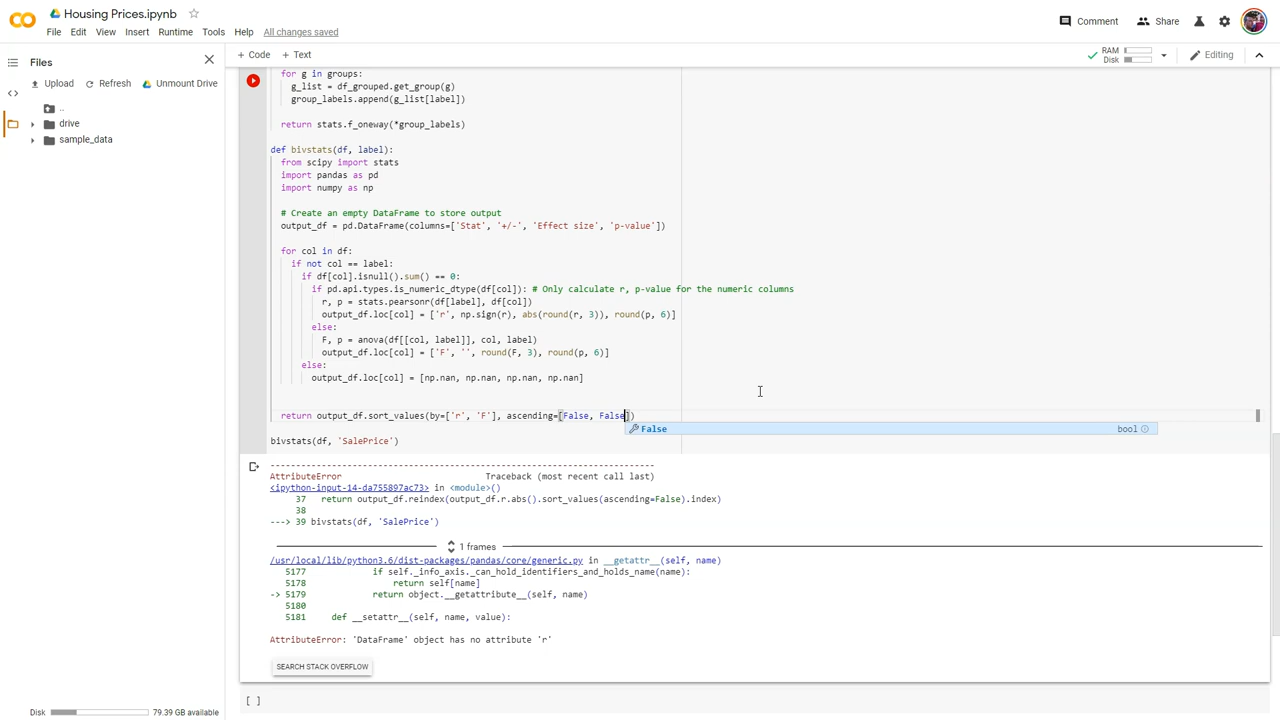 Housing Prices.ipynb
Comment
Share
File Edit View Insert Runtime Tools Help All changes saved
+ Code + Text
RAM
Disk
Editing
Files
Upload Refresh Unmount Drive
..
drive
sample_data
for g in groups:
g_list = df_grouped.get_group(g)
group_labels.append(g_list[label])
return stats.f_oneway(*group_labels)
def bivstats(df, label):
from scipy import stats
import pandas as pd
import numpy as np
# Create an empty DataFrame to store output
output_df = pd.DataFrame(columns=['Stat', '+/-', 'Effect size', 'p-value'])
for col in df:
if not col == label:
if df[col].isnull().sum() == 0:
if pd.api.types.is_numeric_dtype(df[col]): # Only calculate r, p-value for the numeric columns
r, p = stats.pearsonr(df[label], df[col])
output_df.loc[col] = ['r', np.sign(r), abs(round(r, 3)), round(p, 6)]
else:
F, p = anova(df[[col, label]], col, label)
output_df.loc[col] = ['F', '', round(F, 3), round(p, 6)]
else:
output_df.loc[col] = [np.nan, np.nan, np.nan, np.nan]
return output_df.sort_values(by=['r', 'F'], ascending=[False, False])
False bool
bivstats(df, 'SalePrice')
---------------------------------------------------------------------------
AttributeError Traceback (most recent call last)
<ipython-input-14-da755897ac73> in <module>()
37 return output_df.reindex(output_df.r.abs().sort_values(ascending=False).index)
38
---> 39 bivstats(df, 'SalePrice')
1 frames
/usr/local/lib/python3.6/dist-packages/pandas/core/generic.py in __getattr__(self, name)
5177 if self._info_axis._can_hold_identifiers_and_holds_name(name):
5178 return self[name]
-> 5179 return object.__getattribute__(self, name)
5180
5181 def __setattr__(self, name, value):
AttributeError: 'DataFrame' object has no attribute 'r'
SEARCH STACK OVERFLOW
[ ]
Disk 79.39 GB available